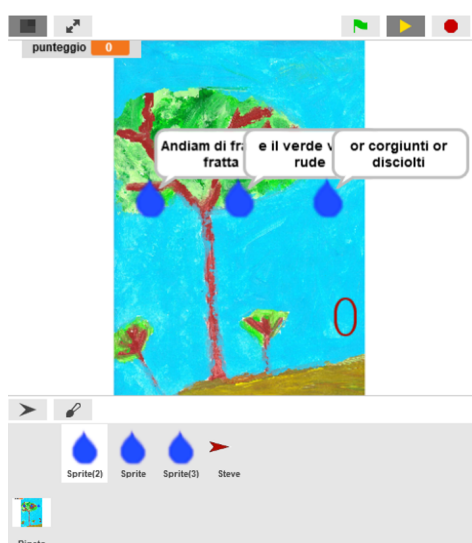 punteggio 0
Andiam di
fratta
e il verde
rude
or corgiunti or
disciolti
0
Sprite(2) Sprite Sprite(3) Steve